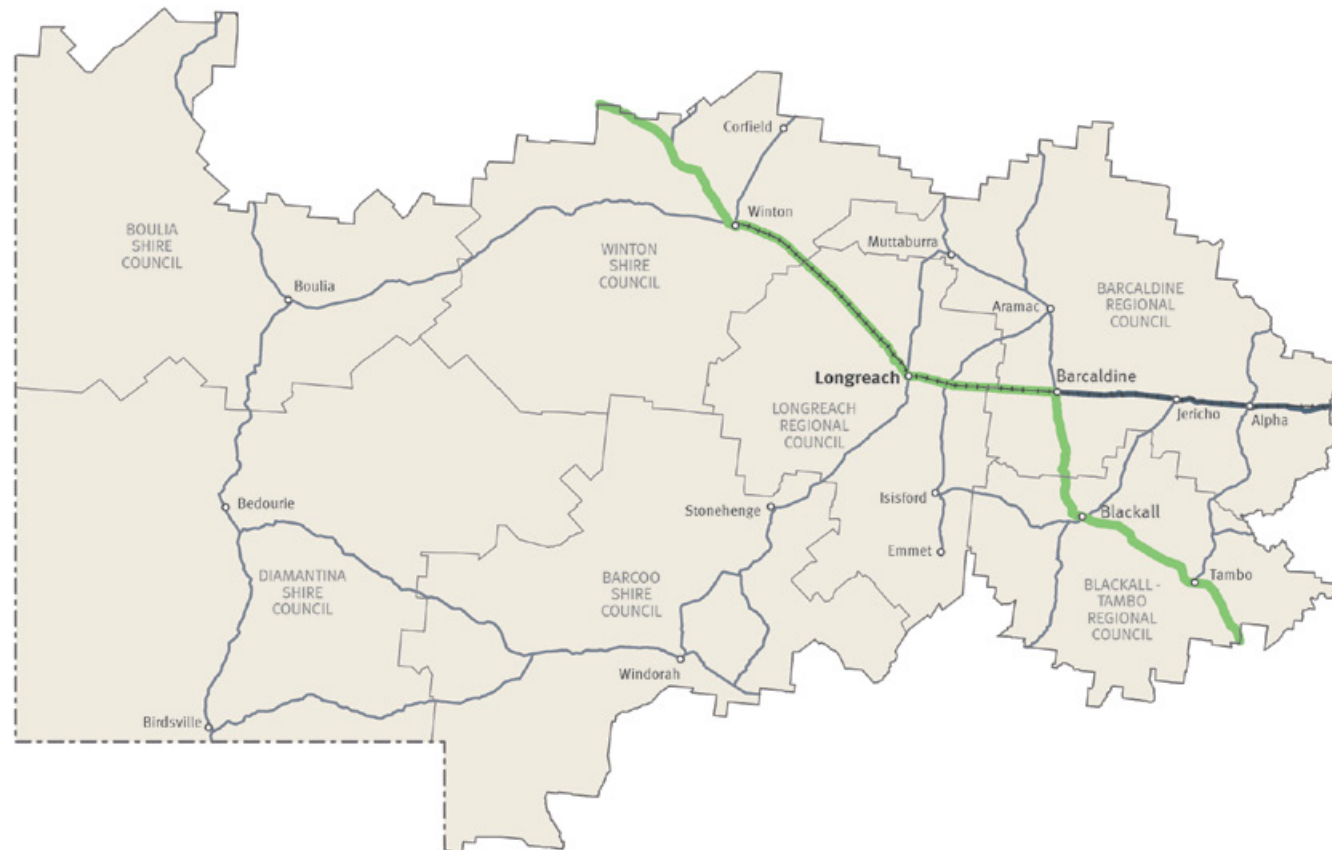 Corfield
Winton
BOULIA
SHIRE
COUNCIL
WINTON
SHIRE
COUNCIL
Muttaburra
Boulia
Aramac
BARCALDINE
REGIONAL
COUNCIL
Longreach
Barcaldine
LONGREACH
REGIONAL
COUNCIL
Jericho
Alpha
Bedourie
Stonehenge
Isisford
Blackall
Emmet
DIAMANTINA
SHIRE
COUNCIL
BARCOO
SHIRE
COUNCIL
Tambo
BLACKALL -
TAMBO
REGIONAL
COUNCIL
Windorah
Birdsville